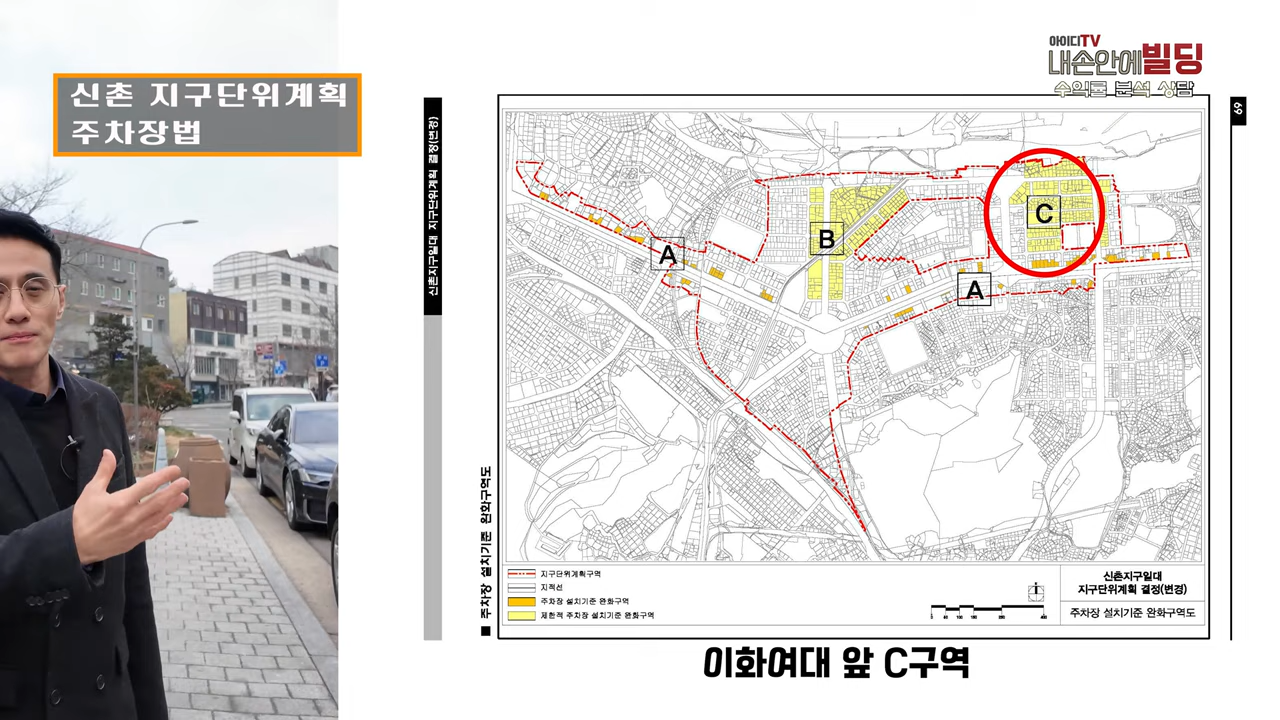 신촌 지구단위계획
주차장법
아이디TV
내손안에빌딩
수익률 분석 상담
69
신촌지구일대 지구단위계획 결정(변경)
A
B
C
A
■ 주차장 설치기준 완화구역도
지구단위계획구역
지적선
주차장 설치기준 완화구역
제한적 주차장 설치기준 완화구역
신촌지구일대
지구단위계획 결정(변경)
주차장 설치기준 완화구역도
이화여대 앞 C구역